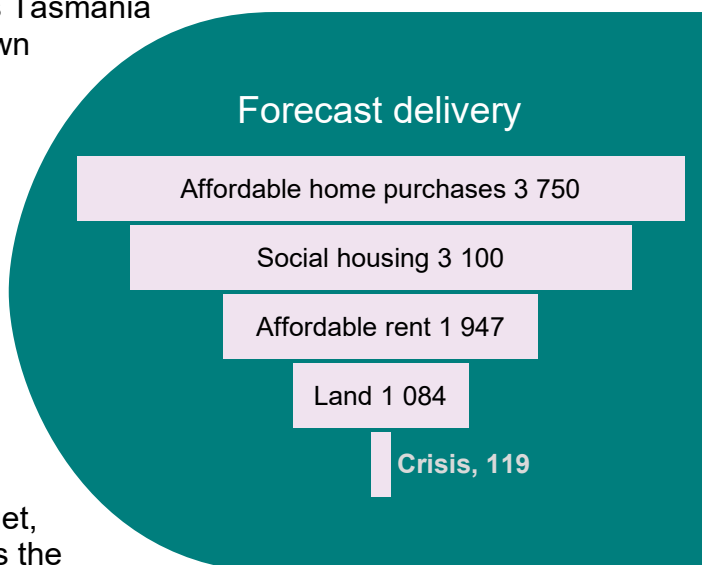 Tasmania
wn
Forecast delivery
Affordable home purchases 3 750
Social housing 3 100
Affordable rent 1 947
Land 1 084
Crisis, 119
et,
s the